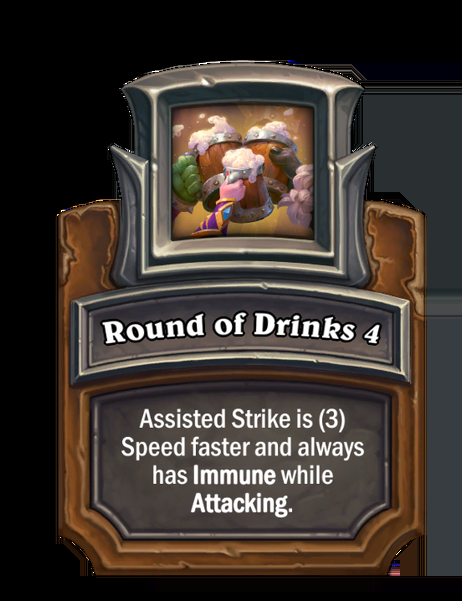 Round of Drinks 4
Assisted Strike is (3)
Speed faster and always
has Immune while
Attacking.